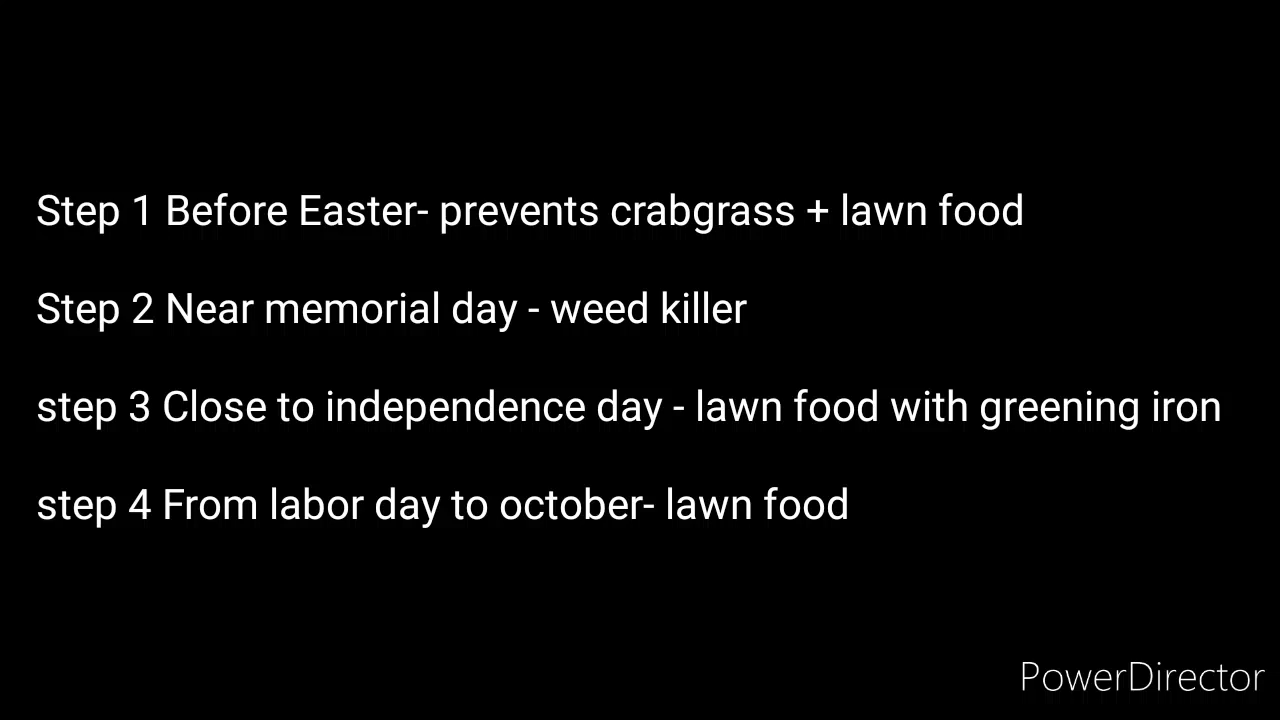 Step 1 Before Easter- prevents crabgrass + lawn food
Step 2 Near memorial day - weed killer
step 3 Close to independence day - lawn food with greening iron
step 4 From labor day to october- lawn food
PowerDirector